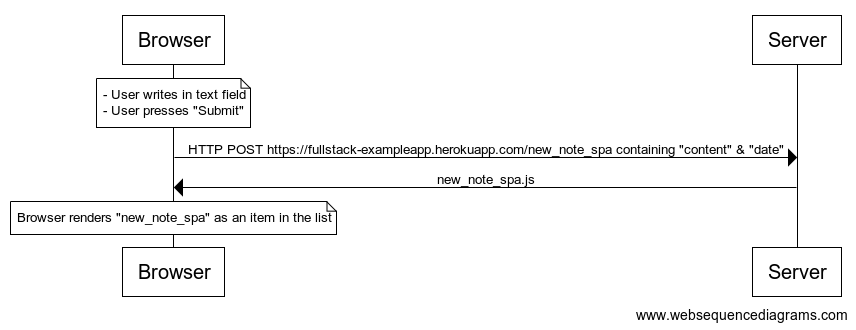 Browser
Server
- User writes in text field
- User presses "Submit"
HTTP POST https://fullstack-exampleapp.herokuapp.com/new_note_spa containing "content" & "date"
new_note_spa.js
Browser renders "new_note_spa" as an item in the list
Browser
Server
www.websequencediagrams.com